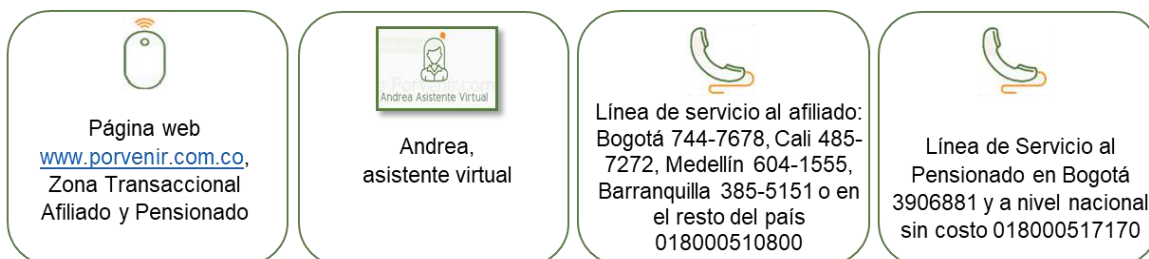 Página web
www.porvenir.com.co,
Zona Transaccional
Afiliado y Pensionado
Porvenir.com
Andrea Asistente Virtual
Andrea,
asistente virtual
Línea de servicio al afiliado:
Bogotá 744-7678, Cali 485-
7272, Medellín 604-1555,
Barranquilla 385-5151 o en
el resto del país
018000510800
Línea de Servicio al
Pensionado en Bogotá
3906881 y a nivel nacional
sin costo 018000517170